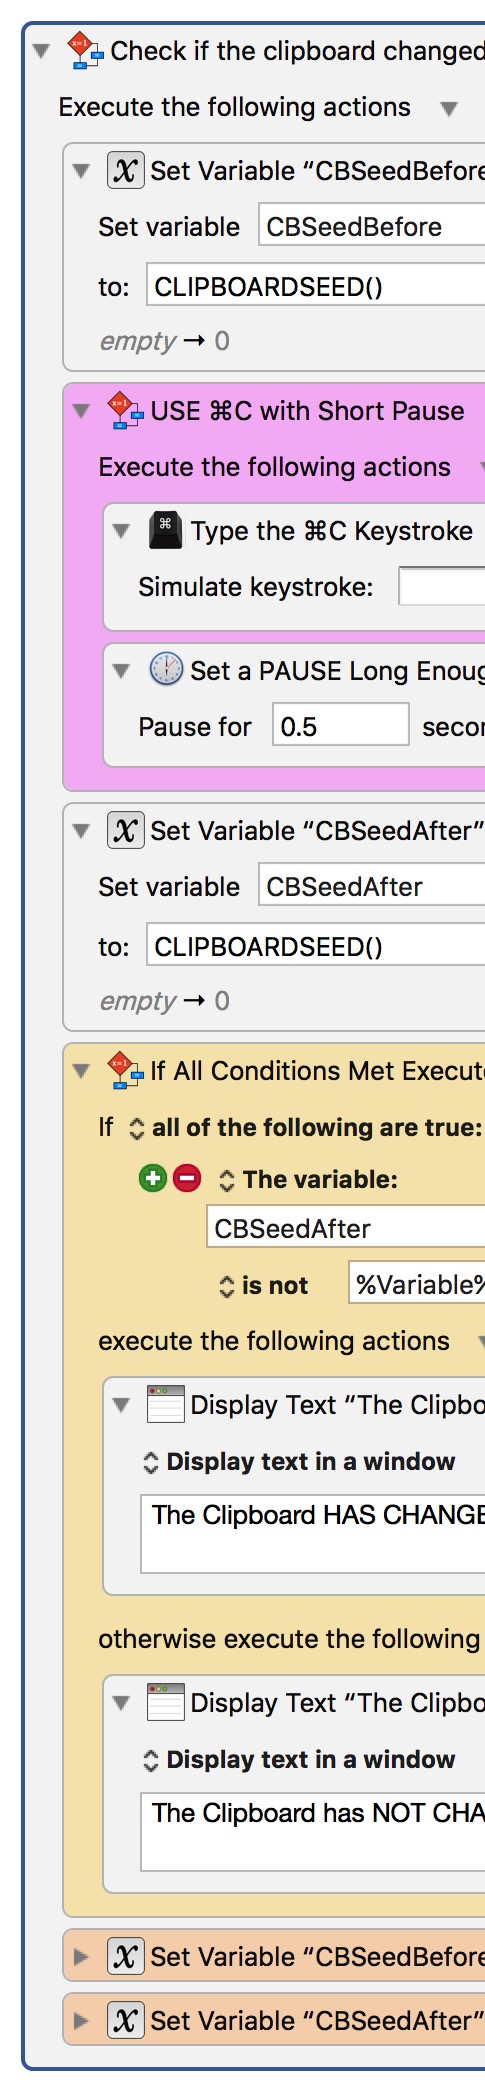 Check if the clipboard changed
Execute the following actions
Set Variable “CBSeedBefore
Set variable CBSeedBefore
to: CLIPBOARDSEED()
empty → 0
USE ⌘C with Short Pause
Execute the following actions
Type the ⌘C Keystroke
Simulate keystroke:
Set a PAUSE Long Enoug
Pause for 0.5 secon
Set Variable “CBSeedAfter”
Set variable CBSeedAfter
to: CLIPBOARDSEED()
empty → 0
If All Conditions Met Execute
If all of the following are true:
The variable:
CBSeedAfter
is not %Variable%
execute the following actions
Display Text “The Clipbo
Display text in a window
The Clipboard HAS CHANGE
otherwise execute the following
Display Text “The Clipbo
Display text in a window
The Clipboard has NOT CHA
Set Variable “CBSeedBefore
Set Variable “CBSeedAfter”